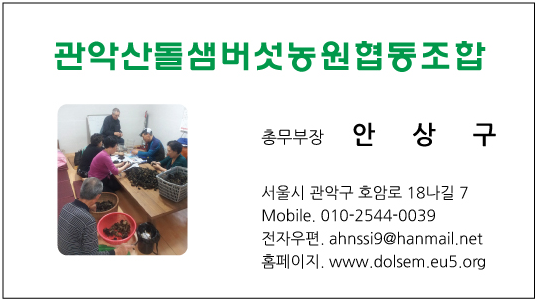 관악산돌샘버섯농원협동조합
총무부장 안 상 구
서울시 관악구 호암로 18나길 7
Mobile. 010-2544-0039
전자우편. ahnssi9@hanmail.net
홈페이지. www.dolsem.eu5.org